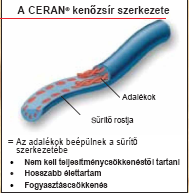 A CERAN® kenőzsír szerkezete
Adalékok
Sűrítő rostja
= Az adalékok beépülnek a sűrítő
szerkezetébe
• Nem kell teljesítménycsökkenéstől tartani
• Hosszabb élettartam
• Fogyasztáscsökkenés